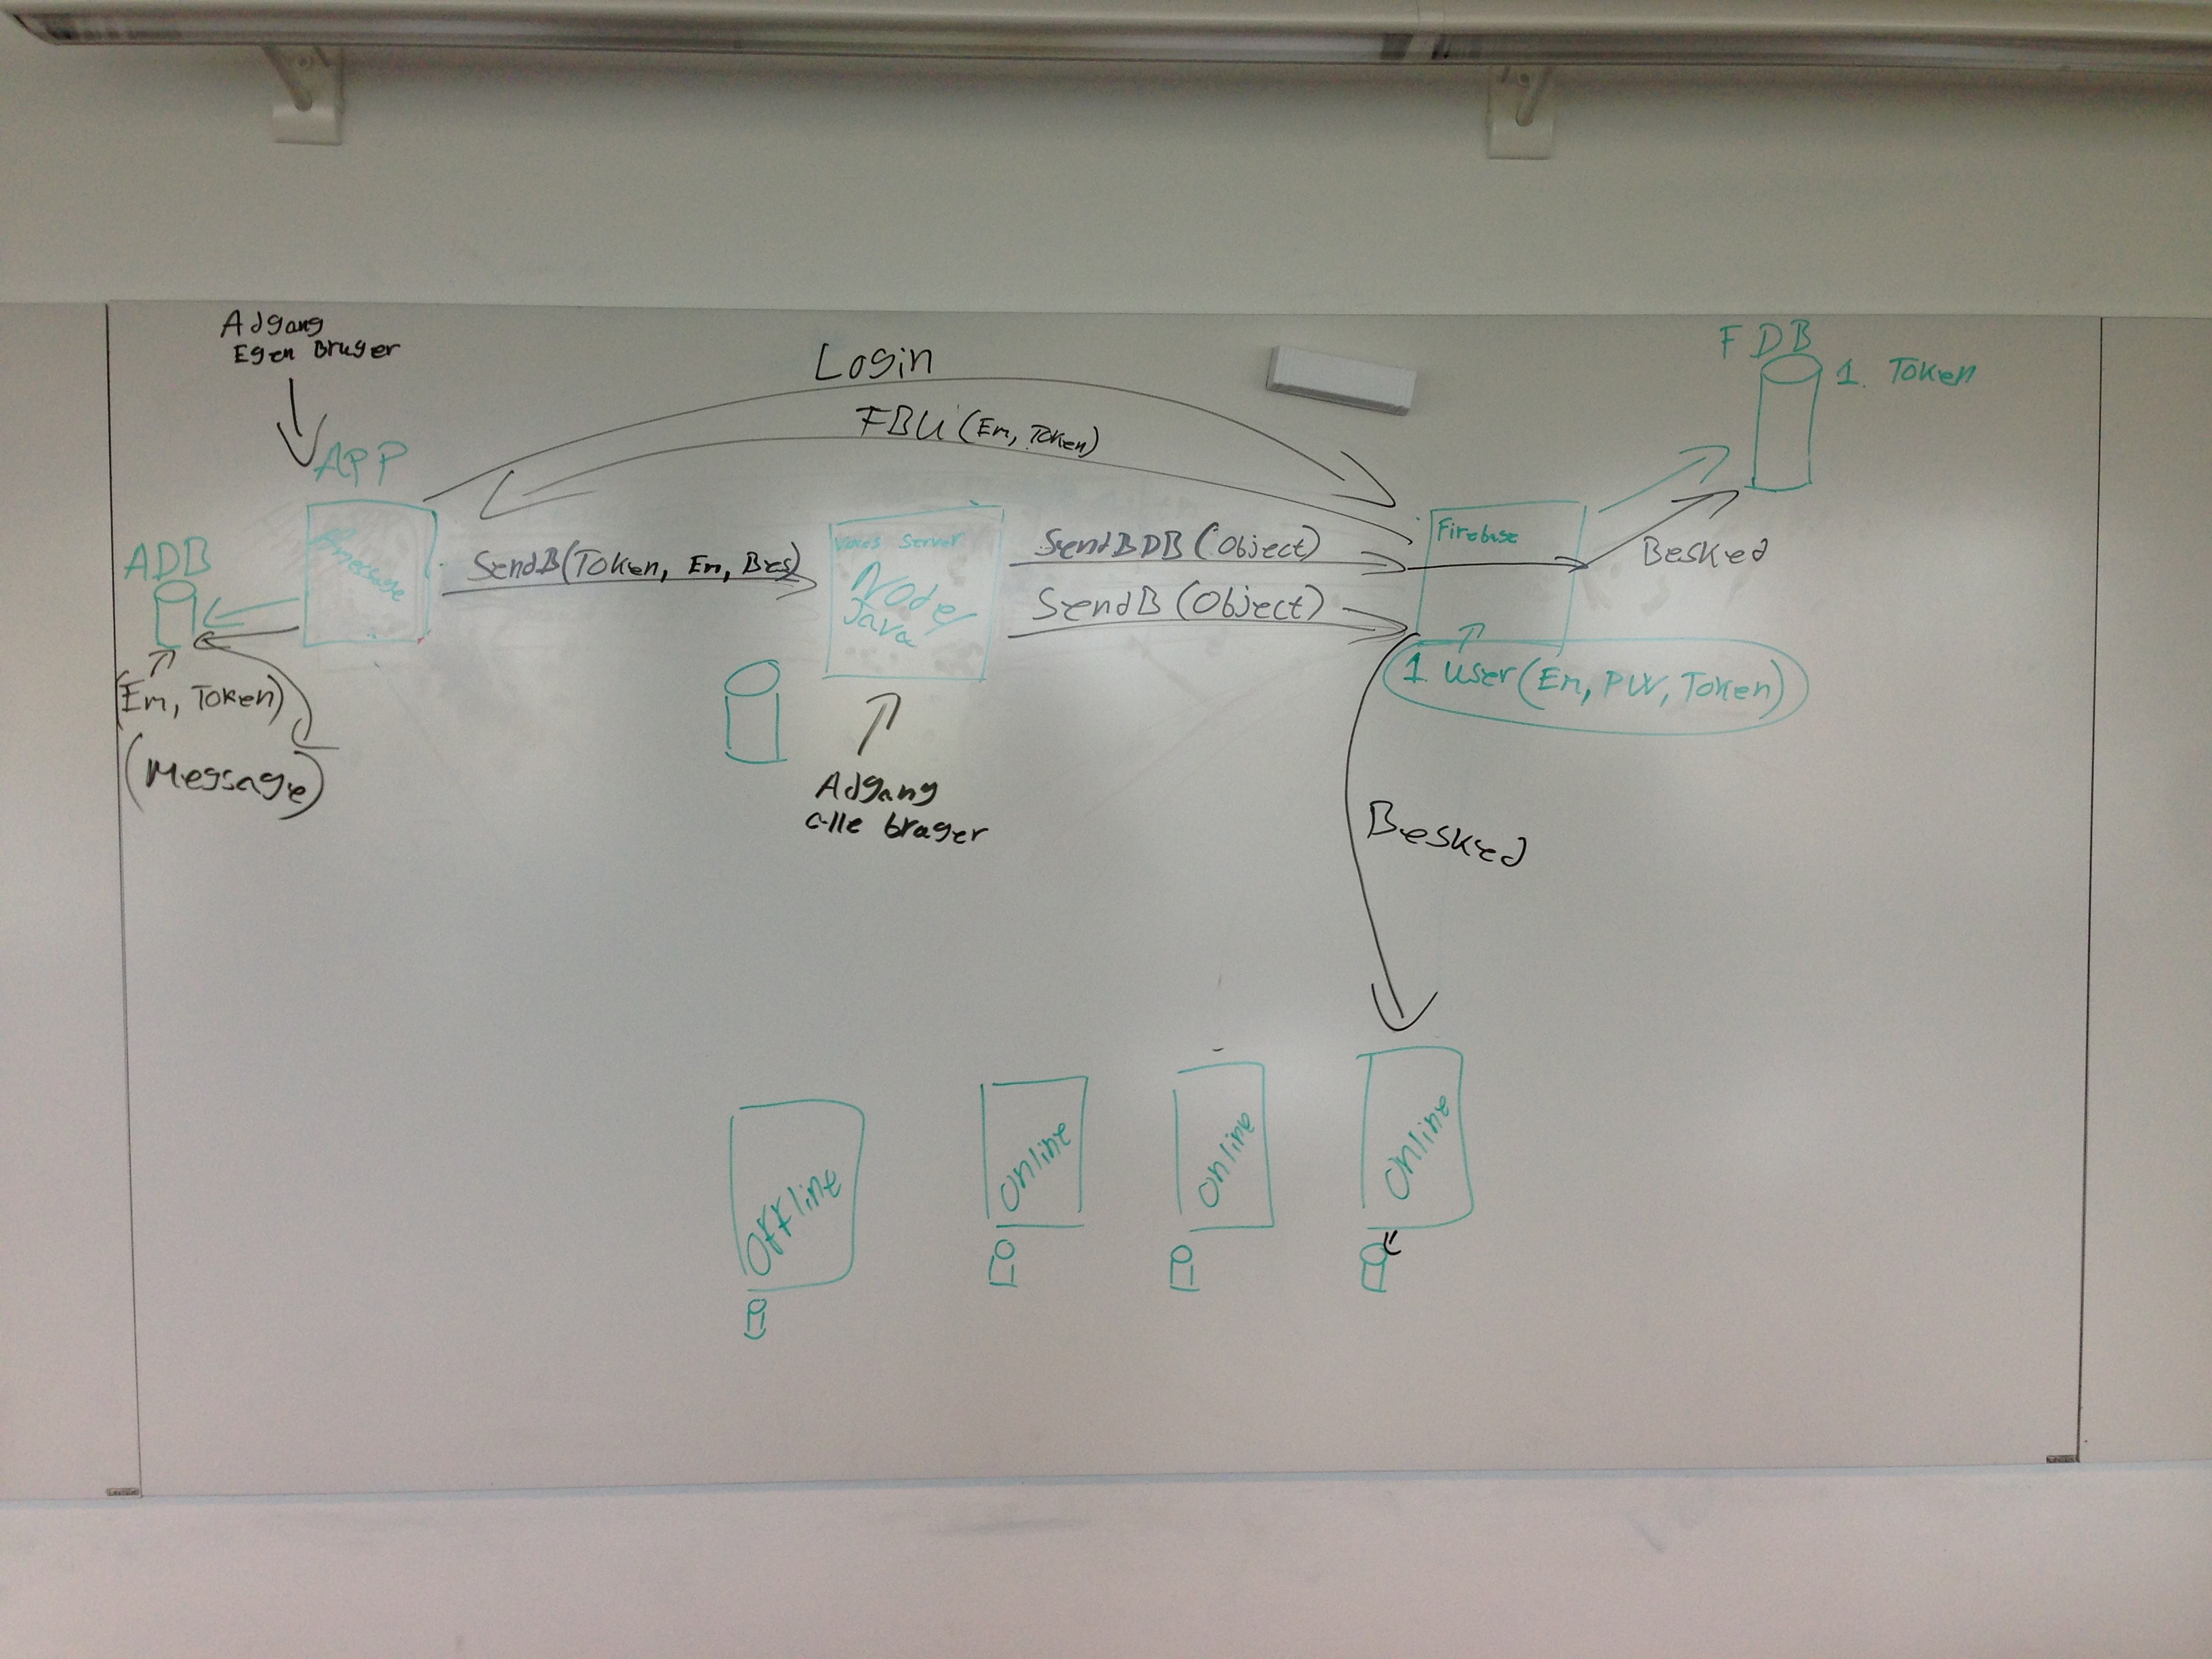 Adgang
Egen Bruger
Login
FBU (Em, Token)
FDB
1. Token
APP
ADB
SendB(Token, Em, Bes)
Server
Node/
Java
SendBDB (Object)
SendB (Object)
Firebase
Besked
(Em, Token)
(Message)
1. User (Em, PW, Token)
Adgang
alle bruger
Besked
Offline
Online
Online
Online